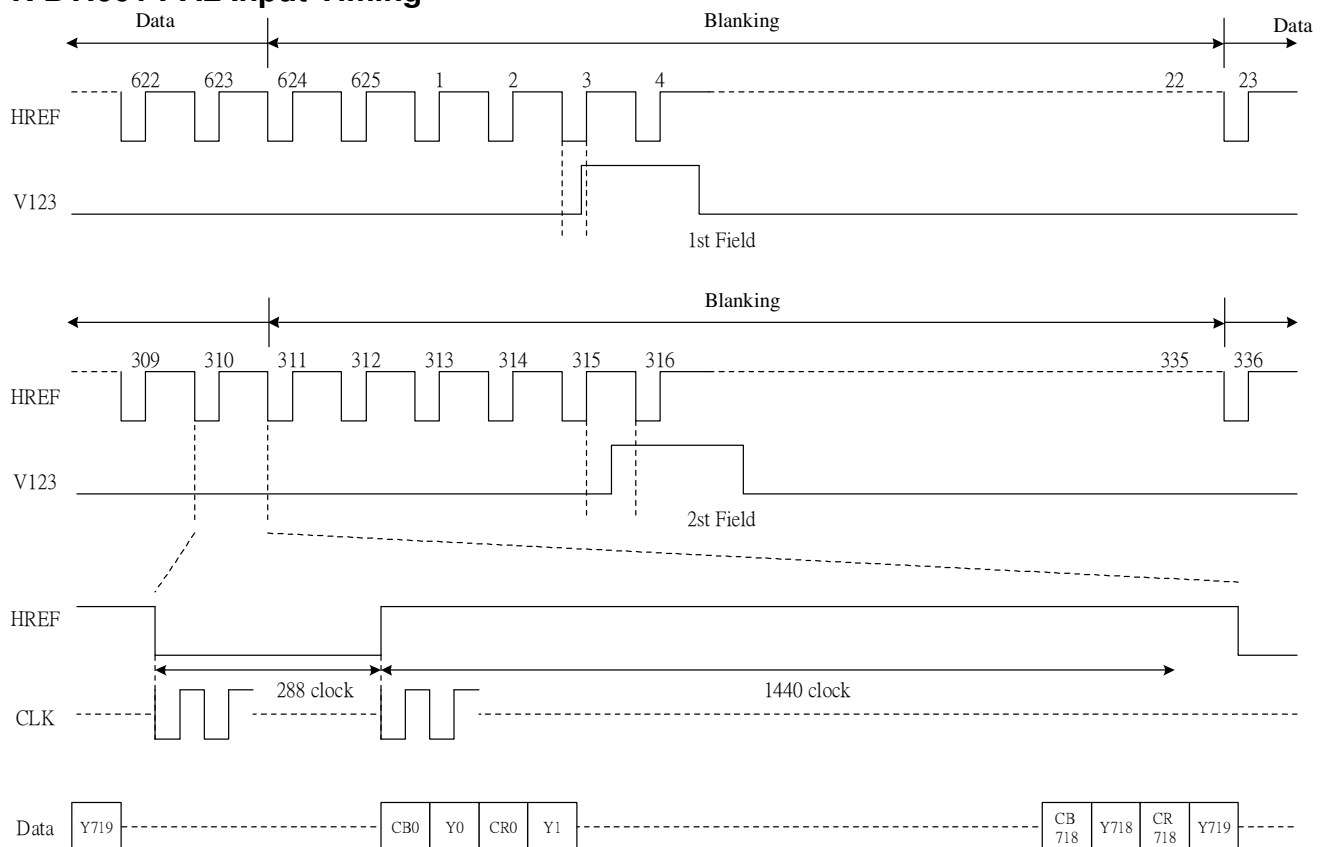 Data Blanking Data
622 623 624 625 1 2 3 4 22 23
HREF
V123
1st Field
Blanking
309 310 311 312 313 314 315 316 335 336
HREF
V123
2st Field
HREF
288 clock 1440 clock
CLK
Data Y719 CB0 Y0 CR0 Y1 CB 718 Y718 CR 718 Y719